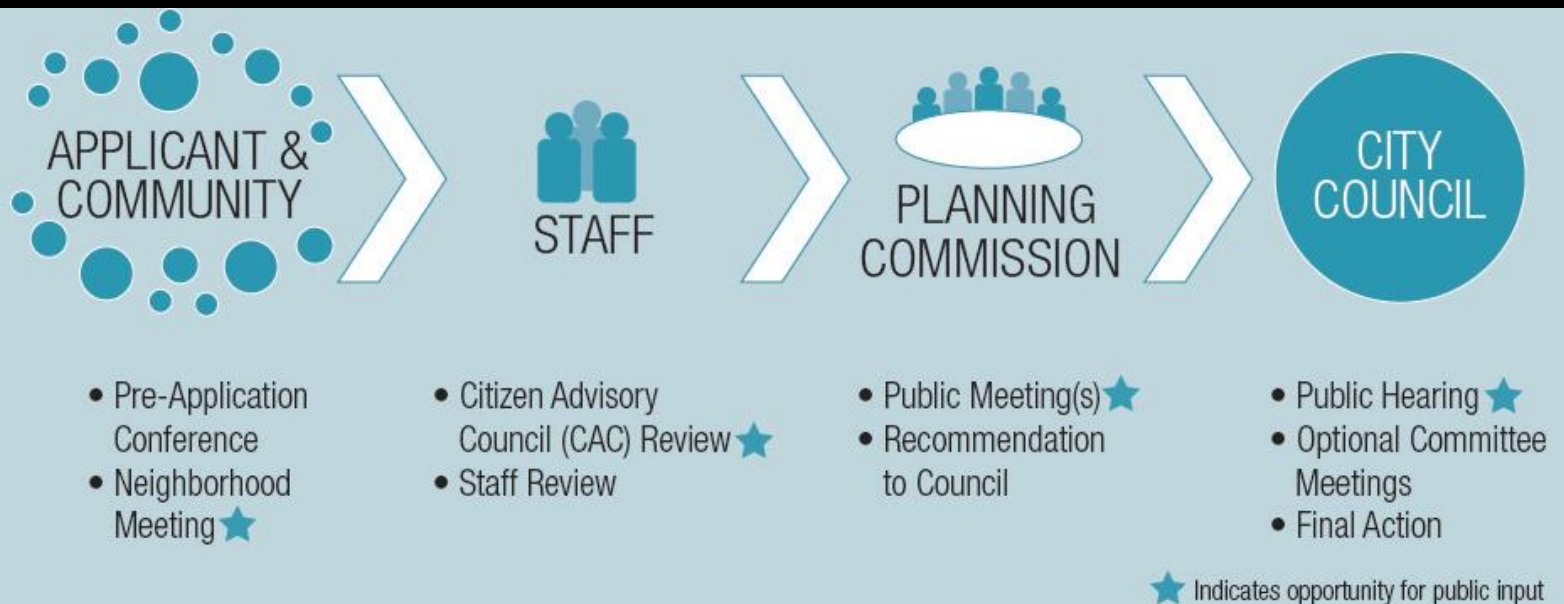 APPLICANT &
COMMUNITY
STAFF
PLANNING
COMMISSION
CITY
COUNCIL
• Pre-Application
Conference
• Neighborhood
Meeting
• Citizen Advisory
Council (CAC) Review
• Staff Review
• Public Meeting(s)
• Recommendation
to Council
• Public Hearing
• Optional Committee
Meetings
• Final Action
Indicates opportunity for public input